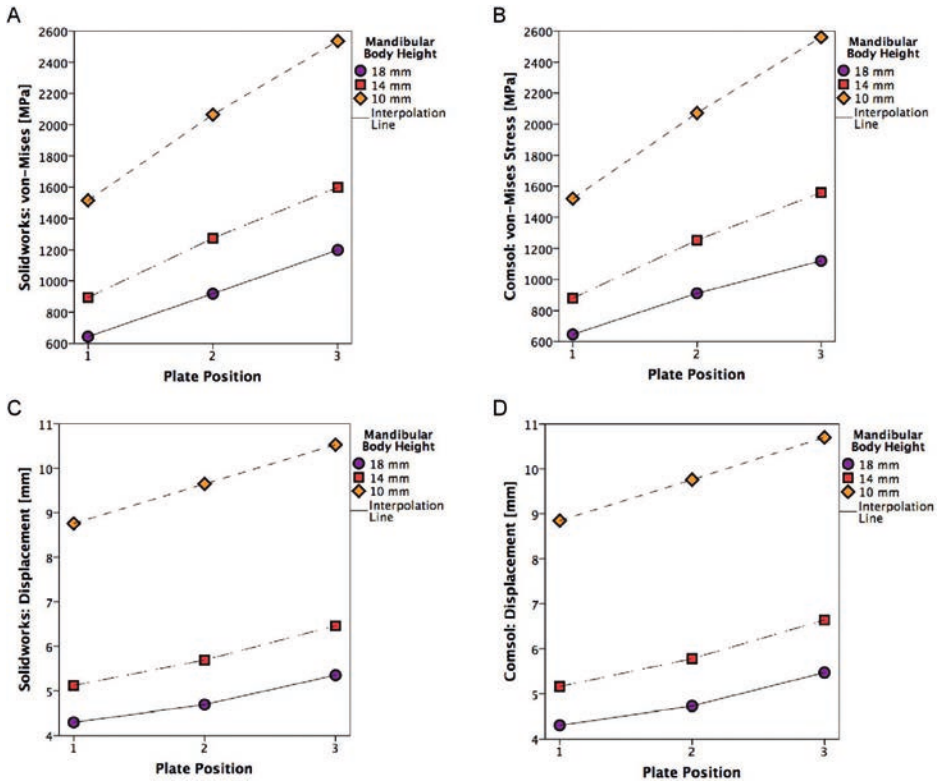 A
Solidworks: von-Mises [MPa]
2600
2400
2200
2000
1800
1600
1400
1200
1000
800
600
1 2 3
Plate Position
Mandibular
Body Height
18 mm
14 mm
10 mm
Interpolation
Line
B
Comsol: von-Mises Stress [MPa]
2600
2400
2200
2000
1800
1600
1400
1200
1000
800
600
1 2 3
Plate Position
Mandibular
Body Height
18 mm
14 mm
10 mm
Interpolation
Line
C
Solidworks: Displacement [mm]
11
10
9
8
7
6
5
4
1 2 3
Plate Position
Mandibular
Body Height
18 mm
14 mm
10 mm
Interpolation
Line
D
Comsol: Displacement [mm]
11
10
9
8
7
6
5
4
1 2 3
Plate Position
Mandibular
Body Height
18 mm
14 mm
10 mm
Interpolation
Line